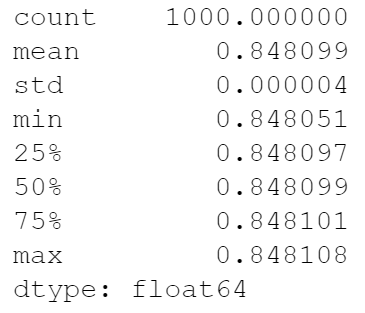 count 1000.000000
mean 0.848099
std 0.000004
min 0.848051
25% 0.848097
50% 0.848099
75% 0.848101
max 0.848108
dtype: float64